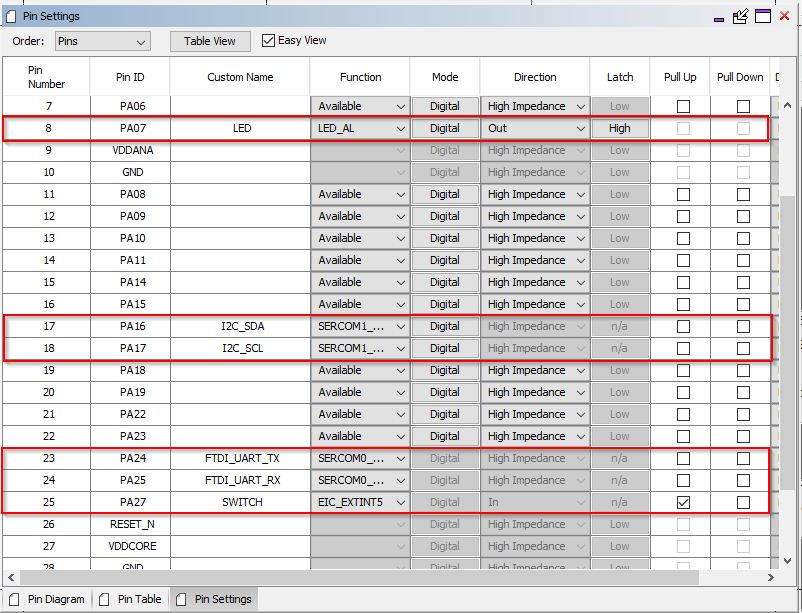 Pin Settings
Order: Pins Table View Easy View
Pin Number Pin ID Custom Name Function Mode Direction Latch Pull Up Pull Down D
7 PA06 Available Digital High Impedance Low
8 PA07 LED LED_AL Digital Out High
9 VDDANA Digital High Impedance Low
10 GND Digital High Impedance Low
11 PA08 Available Digital High Impedance Low
12 PA09 Available Digital High Impedance Low
13 PA10 Available Digital High Impedance Low
14 PA11 Available Digital High Impedance Low
15 PA14 Available Digital High Impedance Low
16 PA15 Available Digital High Impedance Low
17 PA16 I2C_SDA SERCOM1_... Digital High Impedance n/a
18 PA17 I2C_SCL SERCOM1_... Digital High Impedance n/a
19 PA18 Available Digital High Impedance Low
20 PA19 Available Digital High Impedance Low
21 PA22 Available Digital High Impedance Low
22 PA23 Available Digital High Impedance Low
23 PA24 FTDI_UART_TX SERCOM0_... Digital High Impedance n/a
24 PA25 FTDI_UART_RX SERCOM0_... Digital High Impedance n/a
25 PA27 SWITCH EIC_EXTINT5 Digital In n/a
26 RESET_N Digital High Impedance Low
27 VDDCORE Digital High Impedance Low
28 GND Digital High Impedance Low
Pin Diagram Pin Table Pin Settings